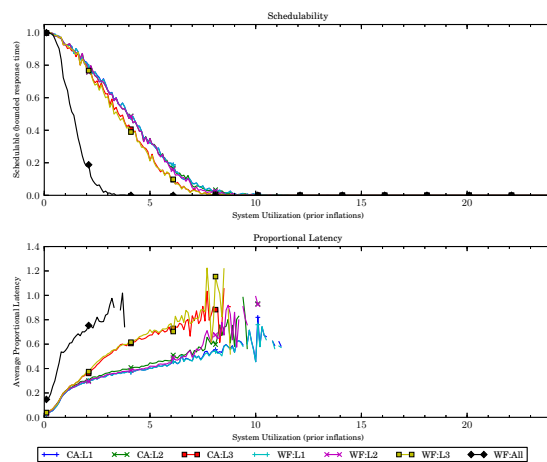 Schedulability
Schedulable (bounded response time)
1.0
0.8
0.6
0.4
0.2
0.0
0 5 10 15 20
System Utilization (prior inflations)
Proportional Latency
Average Proportional Latency
1.4
1.2
1.0
0.8
0.6
0.4
0.2
0.0
0 5 10 15 20
System Utilization (prior inflations)
CA:L1 CA:L2 CA:L3 WF:L1 WF:L2 WF:L3 WF:All